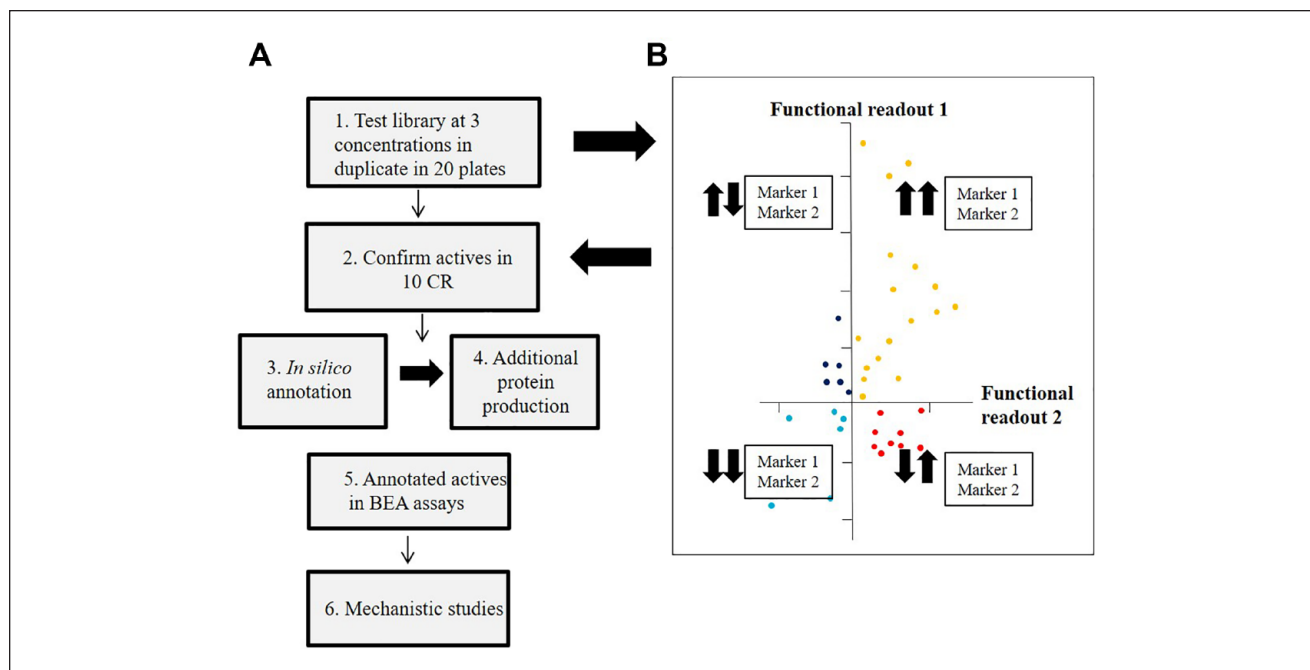 A
B
1. Test library at 3
concentrations in
duplicate in 20 plates
2. Confirm actives in
10 CR
3. In silico
annotation
4. Additional
protein
production
5. Annotated actives
in BEA assays
6. Mechanistic studies
Functional readout 1
Marker 1
Marker 2
Marker 1
Marker 2
Functional
readout 2
Marker 1
Marker 2
Marker 1
Marker 2